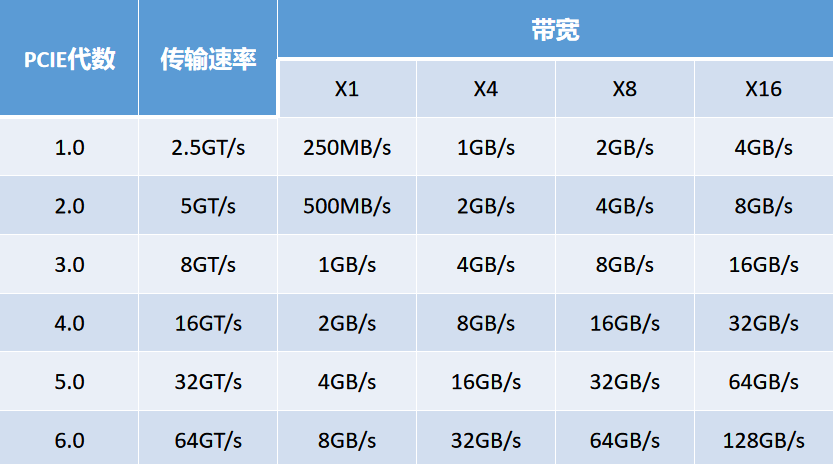 PCIE代数 传输速率 带宽
X1 X4 X8 X16
1.0 2.5GT/s 250MB/s 1GB/s 2GB/s 4GB/s
2.0 5GT/s 500MB/s 2GB/s 4GB/s 8GB/s
3.0 8GT/s 1GB/s 4GB/s 8GB/s 16GB/s
4.0 16GT/s 2GB/s 8GB/s 16GB/s 32GB/s
5.0 32GT/s 4GB/s 16GB/s 32GB/s 64GB/s
6.0 64GT/s 8GB/s 32GB/s 64GB/s 128GB/s